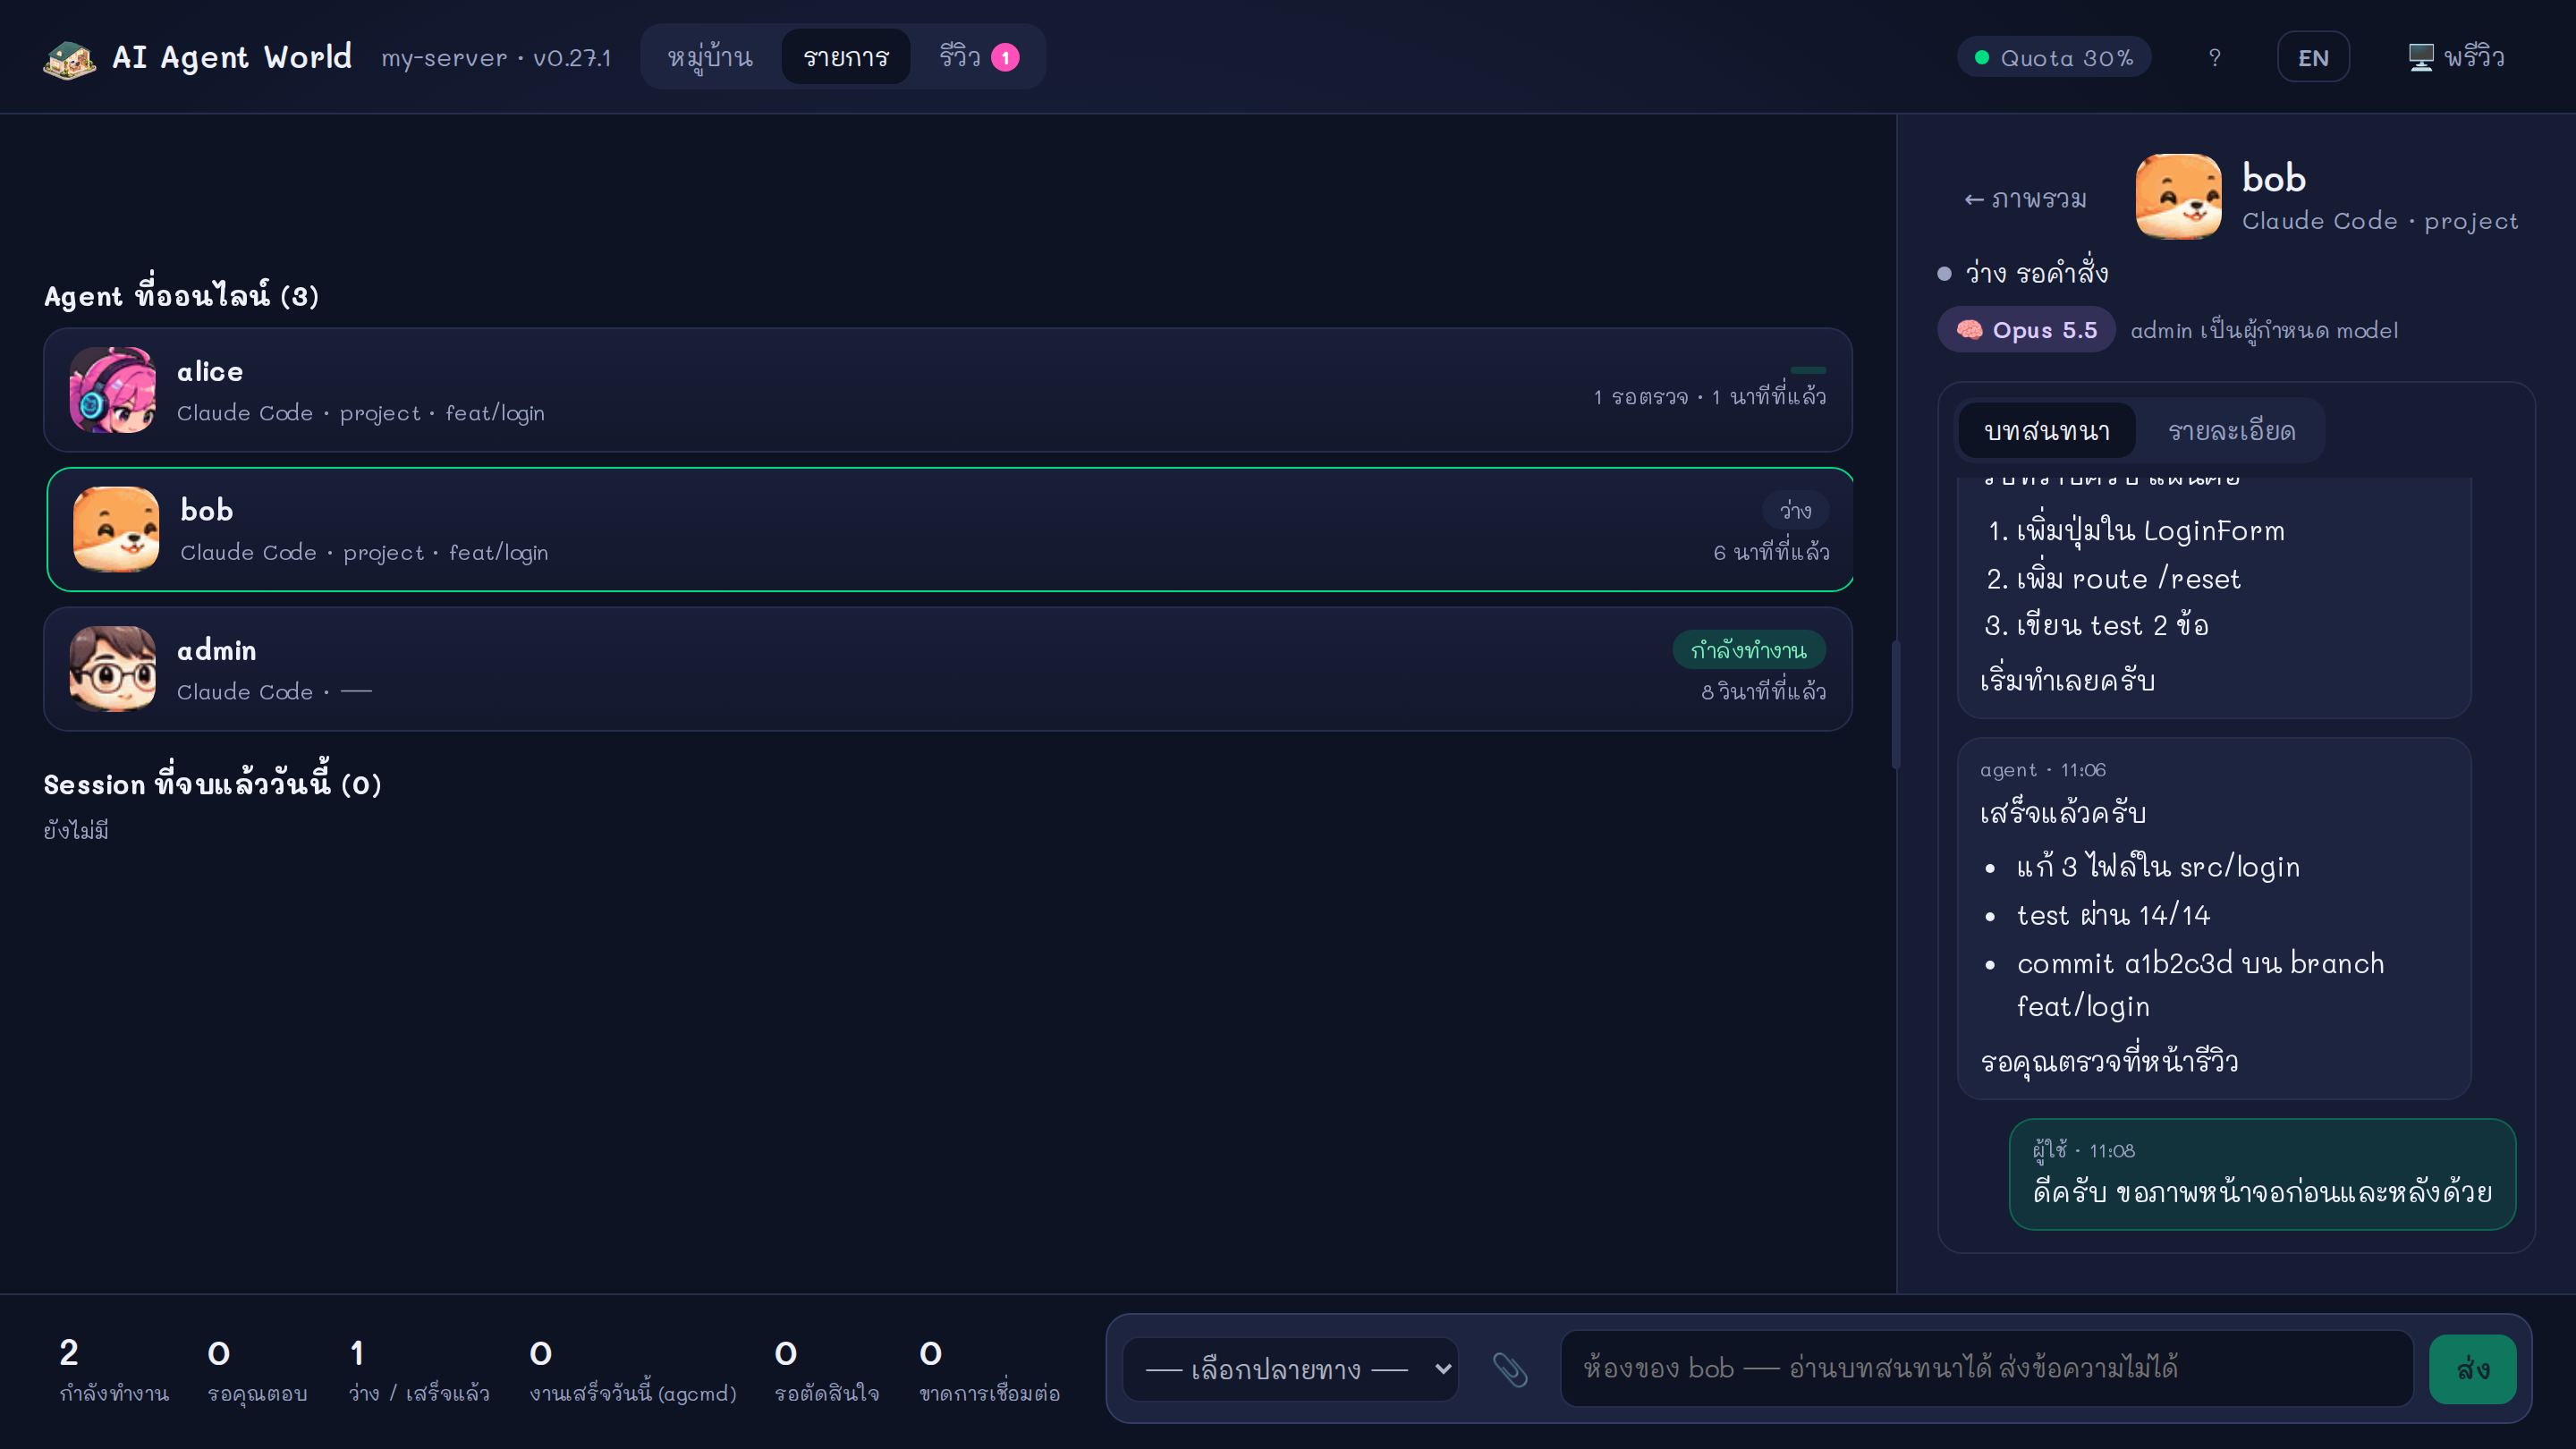 AI Agent World
my-server · v0.27.1
หมู่บ้าน
รายการ
รีวิว 1
Quota 30%
?
EN
พรีวิว
Agent ที่ออนไลน์ (3)
alice
Claude Code · project · feat/login
1 รอตรวจ · 1 นาทีที่แล้ว
bob
Claude Code · project · feat/login
ว่าง
6 นาทีที่แล้ว
admin
Claude Code · —
กำลังทำงาน
8 วินาทีที่แล้ว
Session ที่จบแล้ววันนี้ (0)
ยังไม่มี
← ภาพรวม
bob
Claude Code · project
ว่าง รอคำสั่ง
Opus 5.5
admin เป็นผู้กำหนด model
บทสนทนา
รายละเอียด
1. เพิ่มปุ่มใน LoginForm
2. เพิ่ม route /reset
3. เขียน test 2 ข้อ
เริ่มทำเลยครับ
agent · 11:06
เสร็จแล้วครับ
• แก้ 3 ไฟล์ใน src/login
• test ผ่าน 14/14
• commit a1b2c3d บน branch
feat/login
รอคุณตรวจที่หน้ารีวิว
ผู้ใช้ · 11:08
ดีครับ ขอภาพหน้าจอก่อนและหลังด้วย
2
กำลังทำงาน
0
รอคุณตอบ
1
ว่าง / เสร็จแล้ว
0
งานเสร็จวันนี้ (agcmd)
0
รอตัดสินใจ
0
ขาดการเชื่อมต่อ
— เลือกปลายทาง —
ห้องของ bob — อ่านบทสนทนาได้ ส่งข้อความไม่ได้
ส่ง